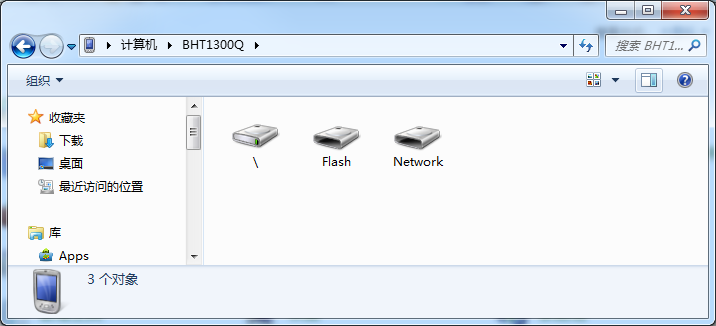 计算机 BHT1300Q 搜索 BHT1...
组织
收藏夹
下载
桌面
最近访问的位置
库
Apps
\ Flash Network
3 个对象